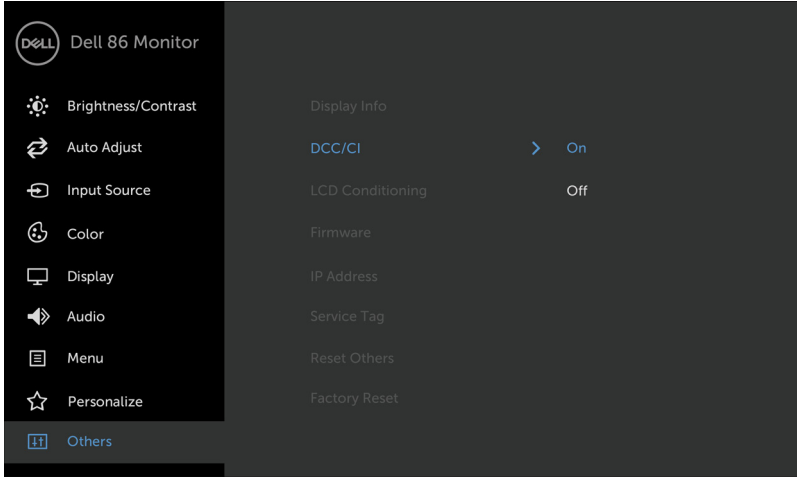 DELL
Dell 86 Monitor
Brightness/Contrast
Auto Adjust
Input Source
Color
Display
Audio
Menu
Personalize
Others
Display Info
DCC/CI
On
LCD Conditioning
Off
Firmware
IP Address
Service Tag
Reset Others
Factory Reset